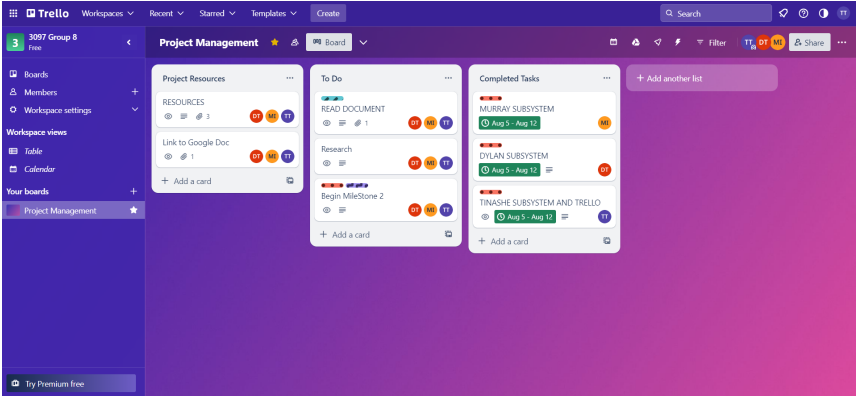 Trello Workspaces Recent Starred Templates Create Search TT
3 3097 Group 8
Free
Project Management Board Filter TT DT MI Share
Boards
Members
Workspace settings
Workspace views
Table
Calendar
Your boards
Project Management
Try Premium free
Project Resources
RESOURCES
3 DT MI TT
Link to Google Doc
1 DT MI TT
+ Add a card
To Do
READ DOCUMENT
1 DT MI TT
Research
DT MI TT
Begin MileStone 2
DT MI TT
+ Add a card
Completed Tasks
MURRAY SUBSYSTEM
Aug 5 - Aug 12 MI
DYLAN SUBSYSTEM
Aug 5 - Aug 12 DT
TINASHE SUBSYSTEM AND TRELLO
Aug 5 - Aug 12 TT
+ Add a card
+ Add another list